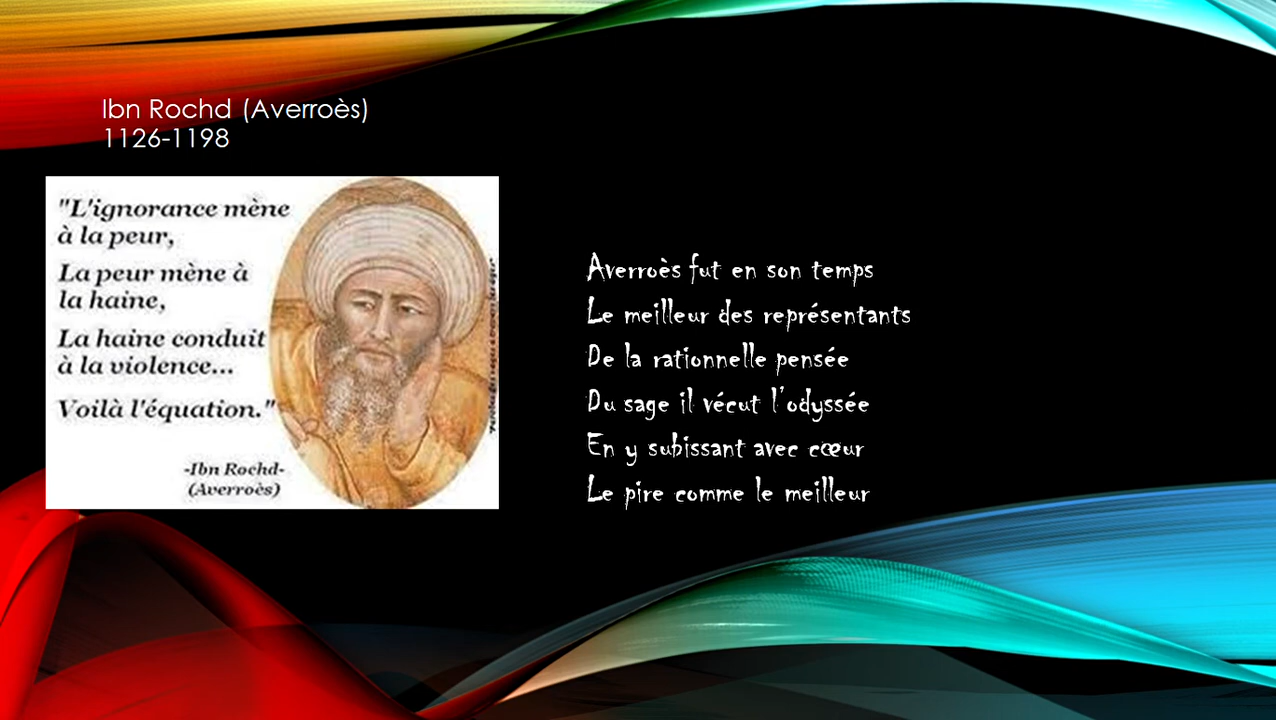 Ibn Rochd (Averroès)
1126-1198
"L'ignorance mène
à la peur,
La peur mène à
la haine,
La haine conduit
à la violence...
Voilà l'équation."
-Ibn Rochd-
(Averroès)
Averroès fut en son temps
Le meilleur des représentants
De la rationnelle pensée
Du sage il vécut l'odyssée
En y subissant avec cœur
Le pire comme le meilleur